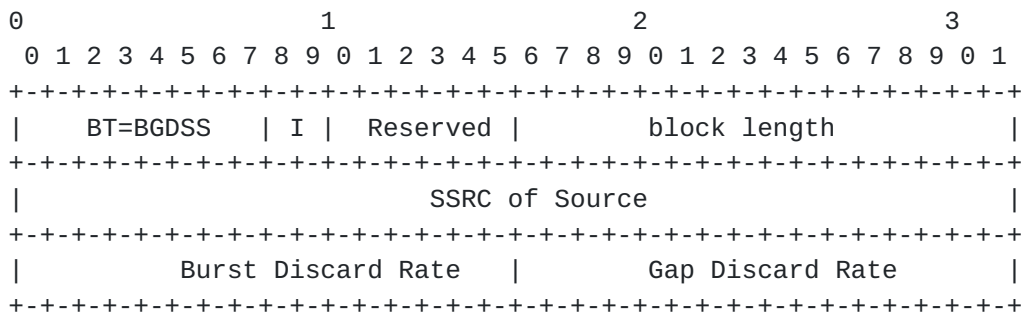 0                   1                   2                   3
 0 1 2 3 4 5 6 7 8 9 0 1 2 3 4 5 6 7 8 9 0 1 2 3 4 5 6 7 8 9 0 1
+-+-+-+-+-+-+-+-+-+-+-+-+-+-+-+-+-+-+-+-+-+-+-+-+-+-+-+-+-+-+-+-+
|    BT=BGDSS   | I |  Reserved |        block length           |
+-+-+-+-+-+-+-+-+-+-+-+-+-+-+-+-+-+-+-+-+-+-+-+-+-+-+-+-+-+-+-+-+
|                          SSRC of Source                       |
+-+-+-+-+-+-+-+-+-+-+-+-+-+-+-+-+-+-+-+-+-+-+-+-+-+-+-+-+-+-+-+-+
|          Burst Discard Rate   |        Gap Discard Rate       |
+-+-+-+-+-+-+-+-+-+-+-+-+-+-+-+-+-+-+-+-+-+-+-+-+-+-+-+-+-+-+-+-+